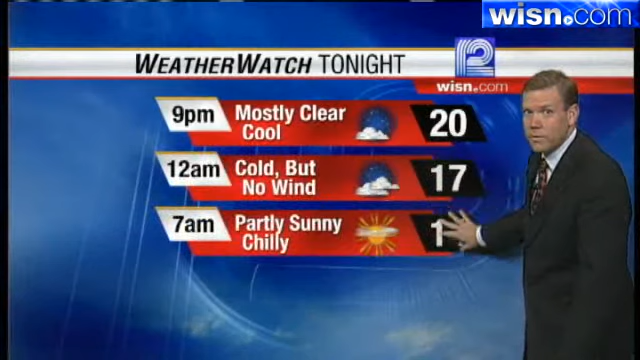 wisn.com
WEATHERWATCH TONIGHT
12
wisn.com
9pm
Mostly Clear
Cool
20
12am
Cold, But
No Wind
17
7am
Partly Sunny
Chilly